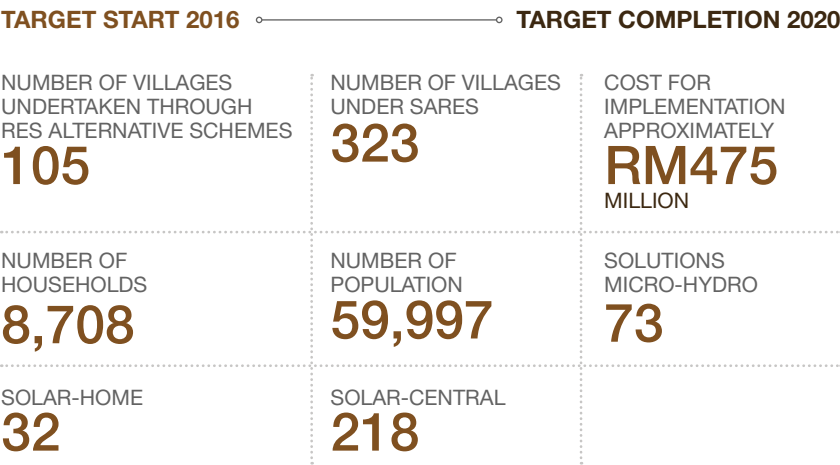 TARGET START 2016 TARGET COMPLETION 2020
NUMBER OF VILLAGES
UNDERTAKEN THROUGH
RES ALTERNATIVE SCHEMES
105
NUMBER OF VILLAGES
UNDER SARES
323
COST FOR
IMPLEMENTATION
APPROXIMATELY
RM475
MILLION
NUMBER OF
HOUSEHOLDS
8,708
NUMBER OF
POPULATION
59,997
SOLUTIONS
MICRO-HYDRO
73
SOLAR-HOME
32
SOLAR-CENTRAL
218